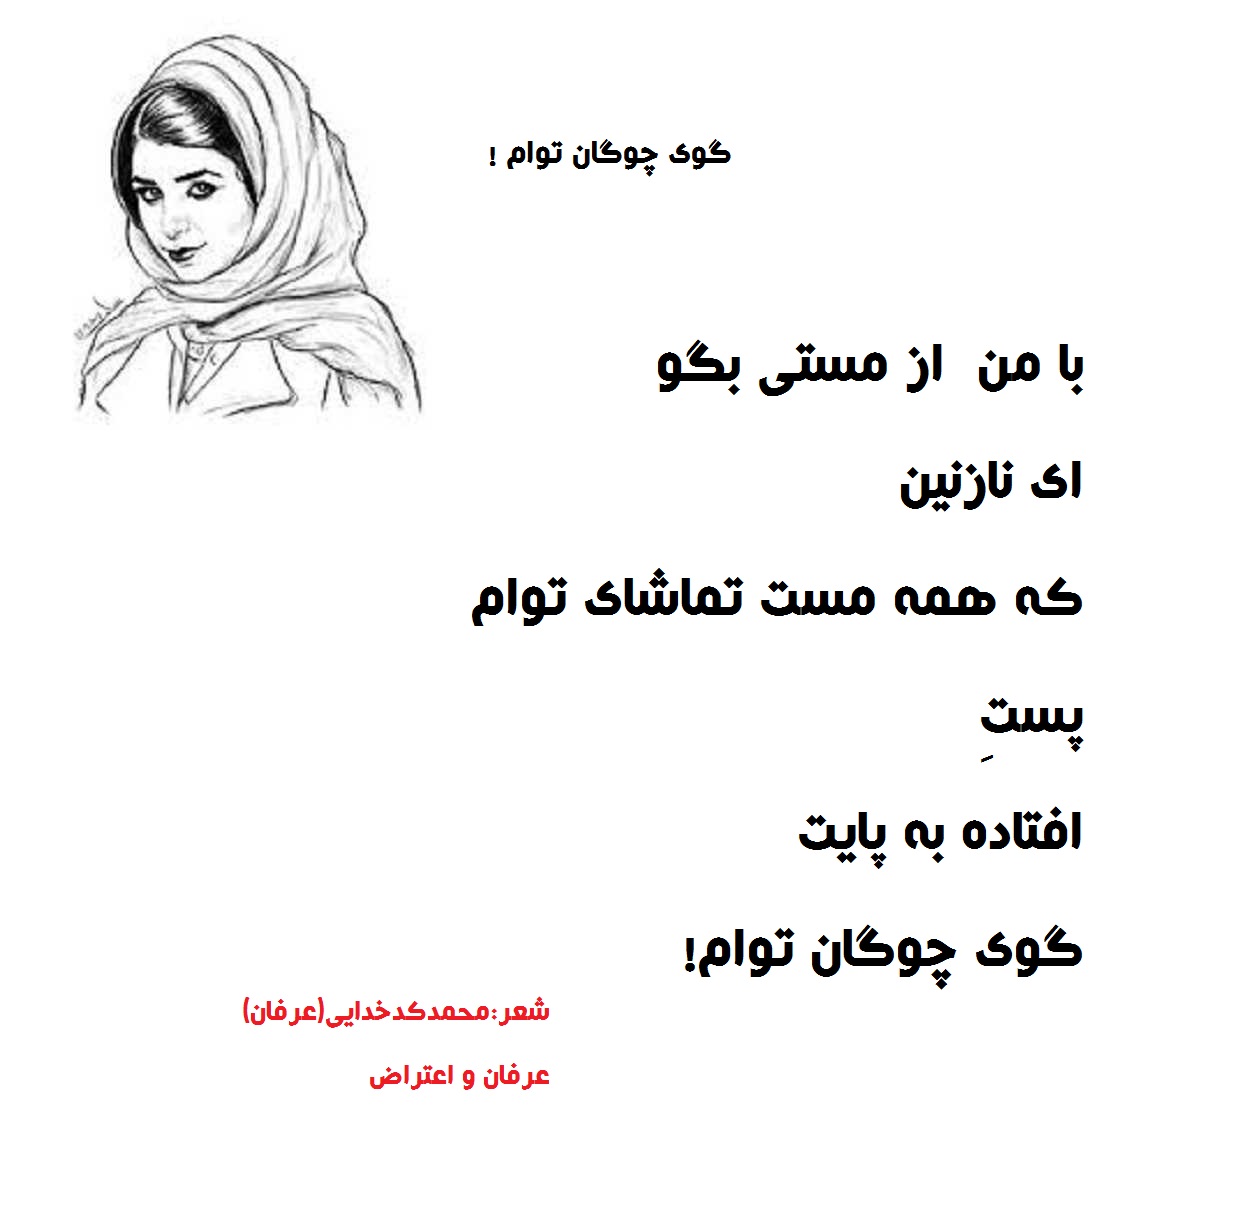 گوی چوگان توام !
با من  از مستی بگو
ای نازنین
که همه مست تماشای توام
پستِ
افتاده به پایت
گوی چوگان توام!
شعر:محمدکدخدایی(عرفان)
عرفان و اعتراض